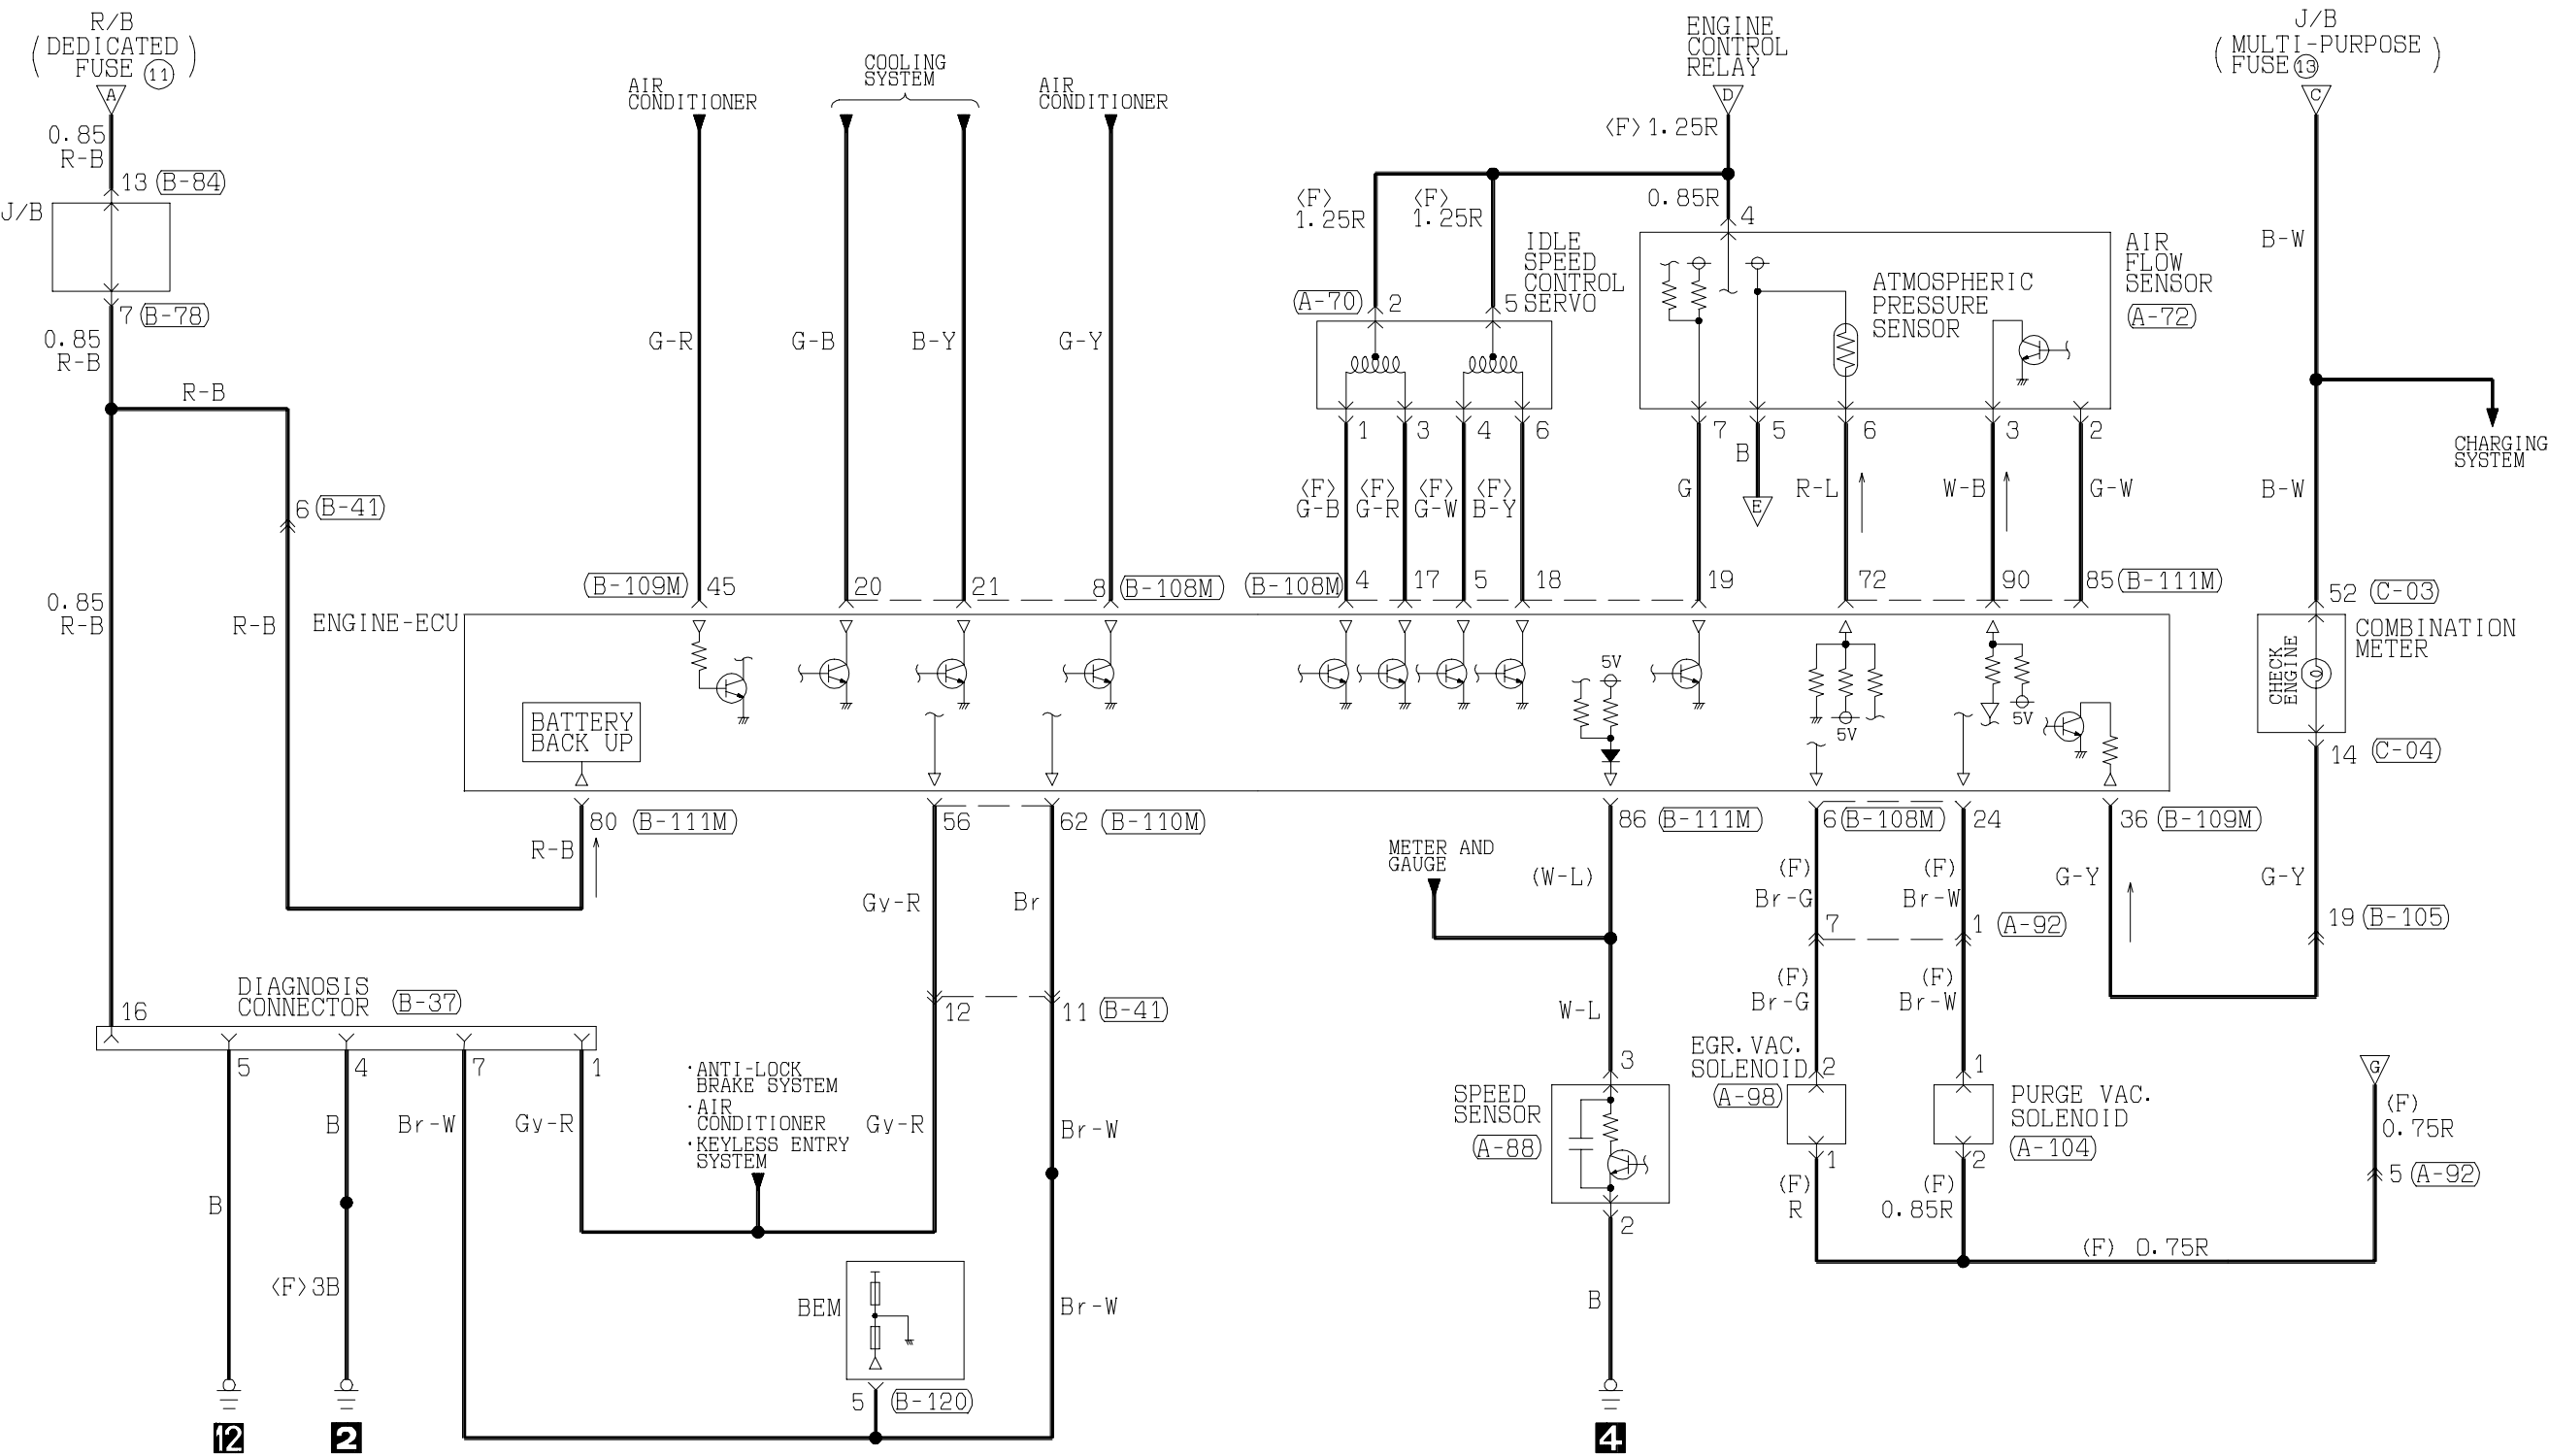 R/B
( DEDICATED )
FUSE 11
A
0.85
R-B
13 (B-84)
J/B
7 (B-78)
0.85
R-B
R-B
6 (B-41)
0.85
R-B
R-B
AIR
CONDITIONER
G-R
COOLING
SYSTEM
G-B
B-Y
AIR
CONDITIONER
G-Y
ENGINE
CONTROL
RELAY
D
<F>1.25R
<F>
1.25R
<F>
1.25R
0.85R
4
(A-70) 2
5
IDLE
SPEED
CONTROL
SERVO
ATMOSPHERIC
PRESSURE
SENSOR
AIR
FLOW
SENSOR
(A-72)
1
3
4
6
7
5
6
3
2
<F>
G-B
<F>
G-R
<F>
G-W
<F>
B-Y
G
B
E
R-L
W-B
G-W
J/B
( MULTI-PURPOSE )
FUSE 13
C
B-W
CHARGING
SYSTEM
B-W
(B-109M) 45
20
21
8 (B-108M)
(B-108M) 4
17
5
18
19
72
90
85 (B-111M)
52 (C-03)
ENGINE-ECU
BATTERY
BACK UP
5V
5V
5V
CHECK
ENGINE
COMBINATION
METER
14 (C-04)
80 (B-111M)
R-B
56
62 (B-110M)
Gy-R
Br
86 (B-111M)
METER AND
GAUGE
(W-L)
6 (B-108M)
24
36 (B-109M)
(F)
Br-G
(F)
Br-W
G-Y
G-Y
7
1 (A-92)
19 (B-105)
(F)
Br-G
(F)
Br-W
W-L
DIAGNOSIS
CONNECTOR (B-37)
16
12
11 (B-41)
5
4
7
1
B
B
<F>3B
Br-W
Gy-R
·ANTI-LOCK
BRAKE SYSTEM
·AIR
CONDITIONER
·KEYLESS ENTRY
SYSTEM
Gy-R
Br-W
Br-W
BEM
5 (B-120)
12
2
3
SPEED
SENSOR
(A-88)
2
B
4
EGR.VAC.
SOLENOID 2
(A-98)
1
1
PURGE VAC.
SOLENOID
(A-104)
2
(F)
R
(F)
0.85R
(F) 0.75R
G
(F)
0.75R
5 (A-92)